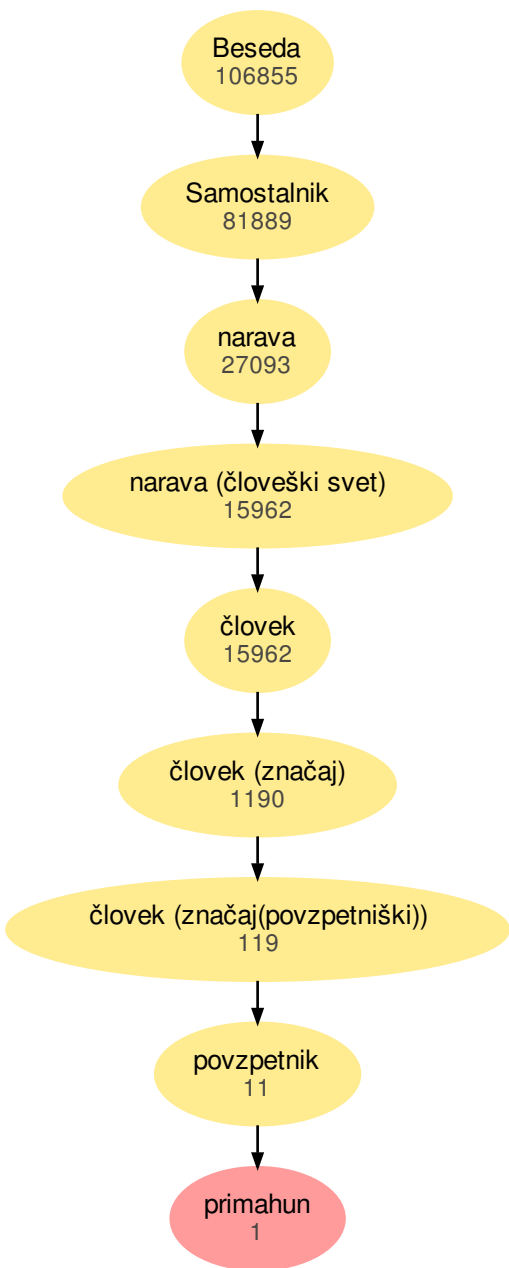 Beseda
106855
Samostalnik
81889
narava
27093
narava (človeški svet)
15962
človek
15962
človek (značaj)
1190
človek (značaj(povzpetniški))
119
povzpetnik
11
primahun
1